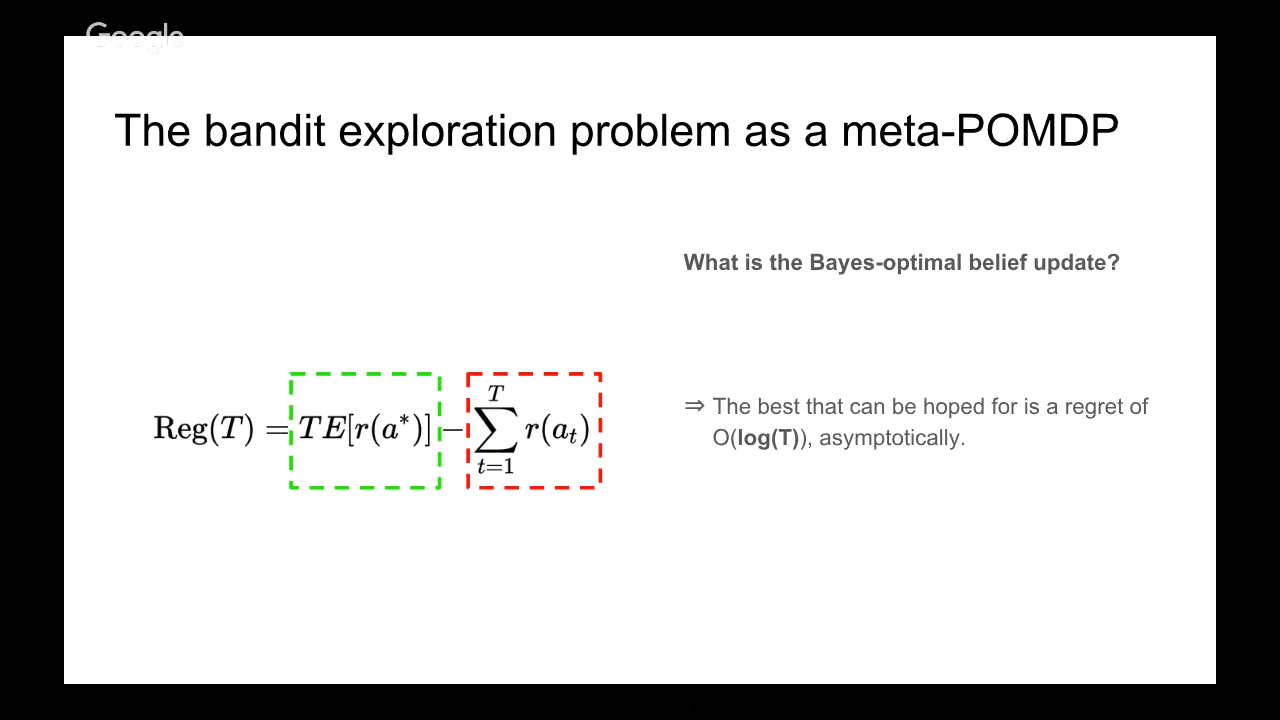 Google
The bandit exploration problem as a meta-POMDP
What is the Bayes-optimal belief update?
Reg(T) = TE[r(a*)] − ∑_{t=1}^{T} r(a_t)
⇒ The best that can be hoped for is a regret of
O(log(T)), asymptotically.